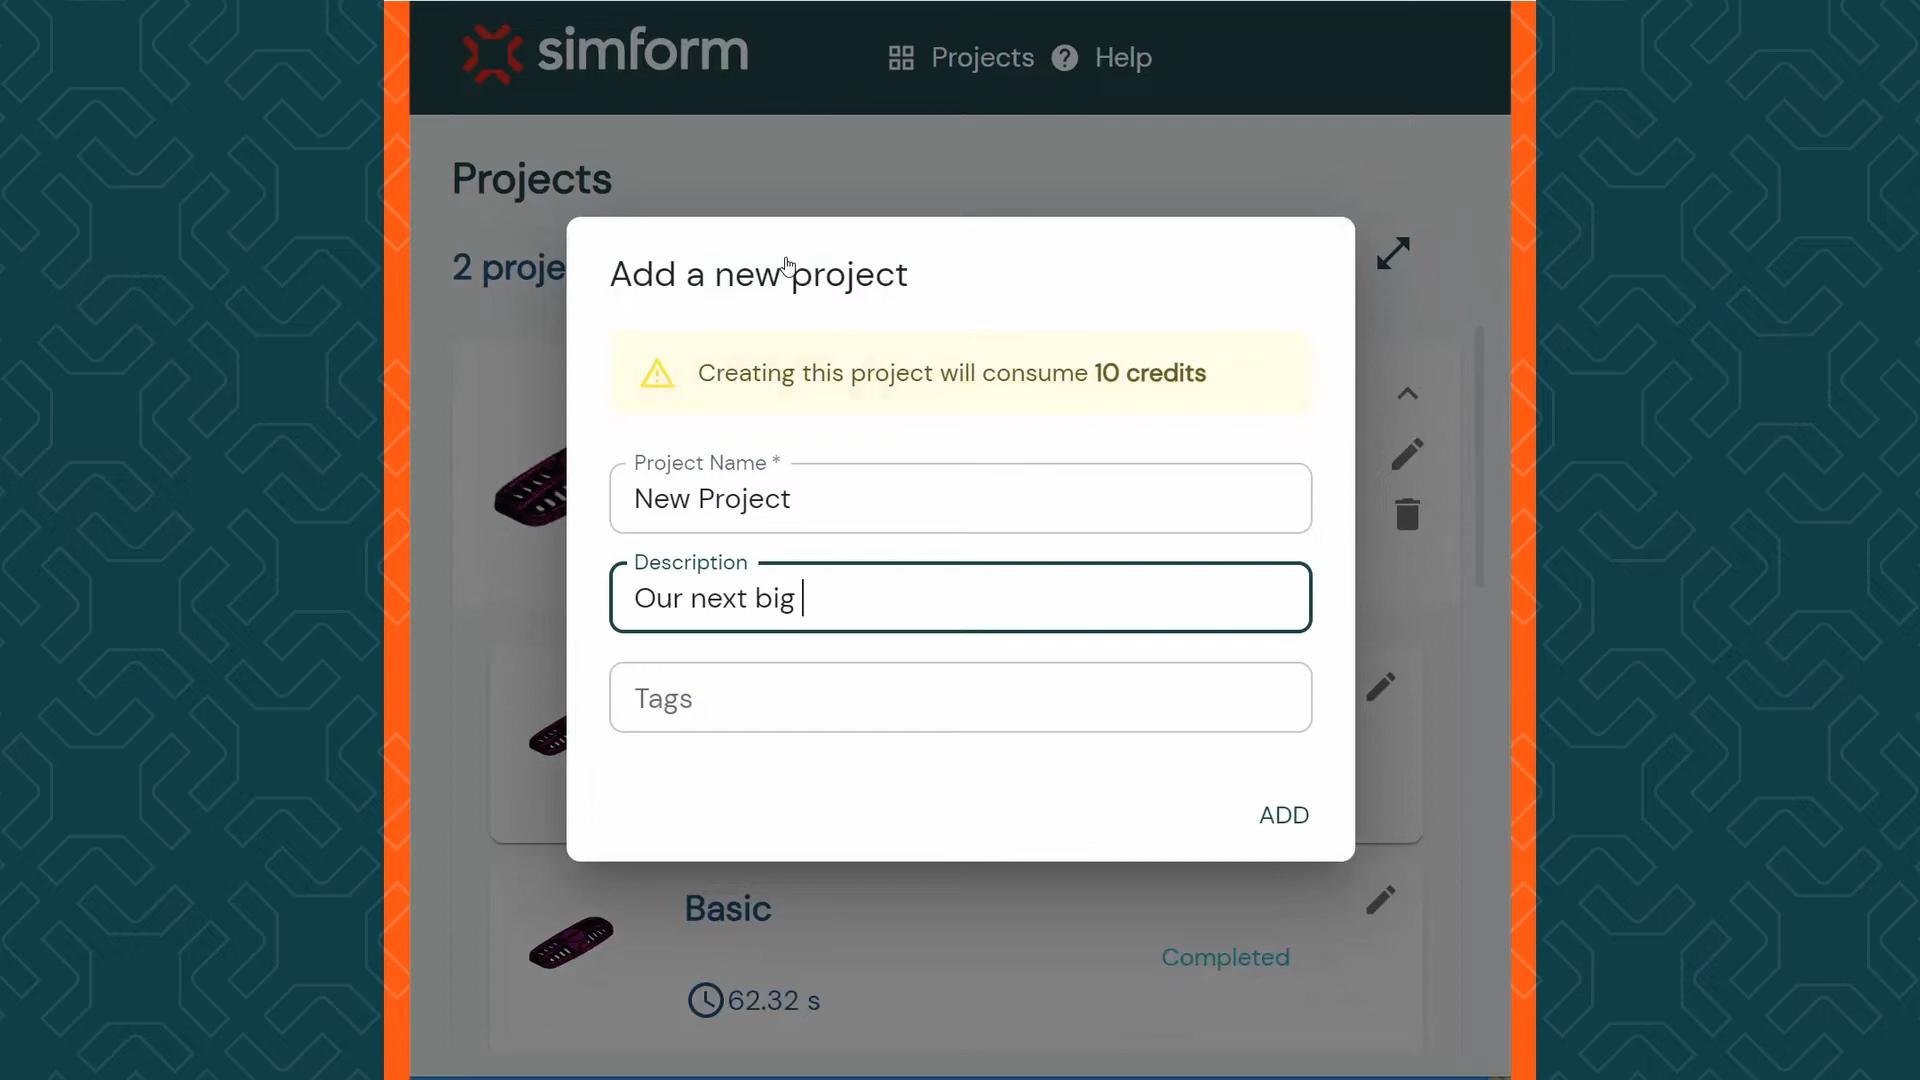 simform
Projects
Help
Projects
2 proje
Add a new project
Creating this project will consume 10 credits
Project Name *
New Project
Description
Our next big
Tags
ADD
Basic
Completed
62.32 s